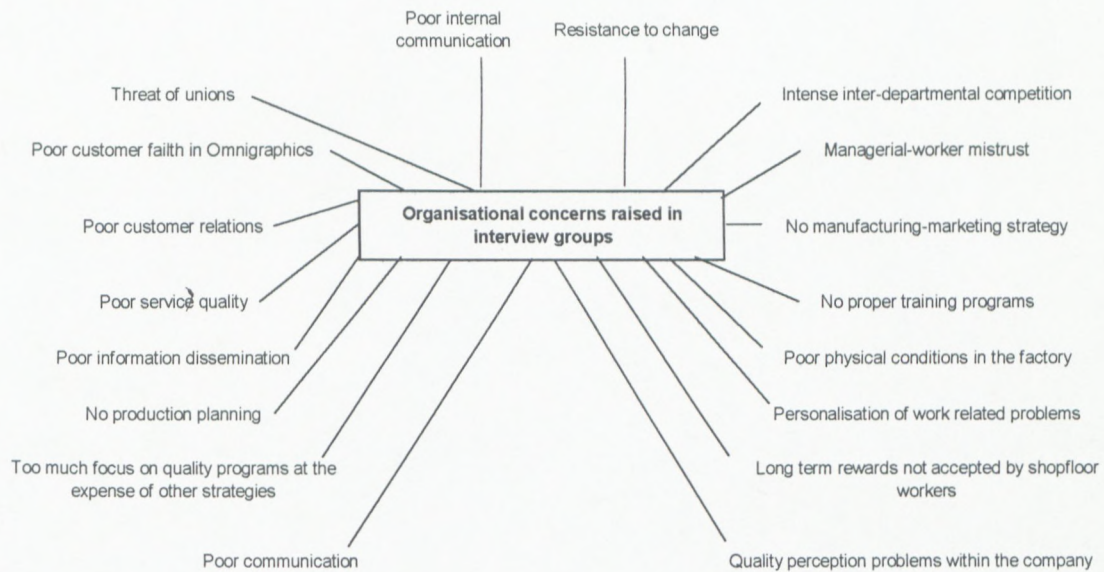 Poor internal
communication
Resistance to change
Threat of unions
Intense inter-departmental competition
Poor customer failth in Omnigraphics
Managerial-worker mistrust
Organisational concerns raised in
interview groups
Poor customer relations
No manufacturing-marketing strategy
Poor service quality
No proper training programs
Poor information dissemination
Poor physical conditions in the factory
No production planning
Personalisation of work related problems
Too much focus on quality programs at the
expense of other strategies
Long term rewards not accepted by shopfloor
workers
Poor communication
Quality perception problems within the company